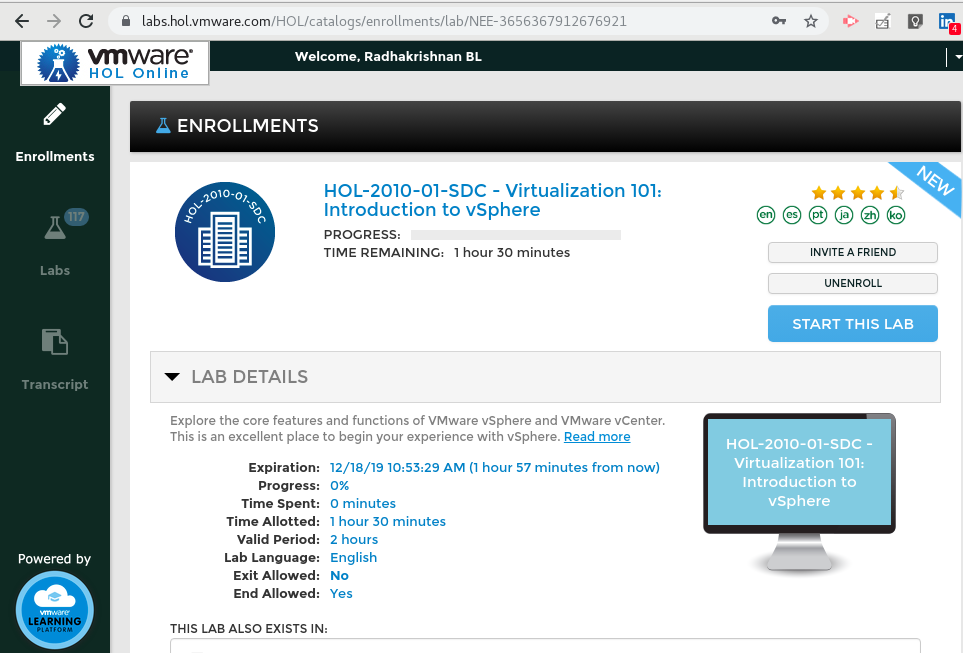 labs.hol.vmware.com/HOL/catalogs/enrollments/lab/NEE-3656367912676921
4
vmware®
HOL Online
Welcome, Radhakrishnan BL
Enrollments
117
Labs
Transcript
Powered by
vmware
LEARNING
PLATFORM
ENROLLMENTS
NEW
HOL-2010-01-SDC
HOL-2010-01-SDC - Virtualization 101:
Introduction to vSphere
PROGRESS:
TIME REMAINING: 1 hour 30 minutes
en es pt ja zh ko
INVITE A FRIEND
UNENROLL
START THIS LAB
LAB DETAILS
Explore the core features and functions of VMware vSphere and VMware vCenter.
This is an excellent place to begin your experience with vSphere. Read more
Expiration: 12/18/19 10:53:29 AM (1 hour 57 minutes from now)
Progress: 0%
Time Spent: 0 minutes
Time Allotted: 1 hour 30 minutes
Valid Period: 2 hours
Lab Language: English
Exit Allowed: No
End Allowed: Yes
HOL-2010-01-SDC -
Virtualization 101:
Introduction to
vSphere
THIS LAB ALSO EXISTS IN: